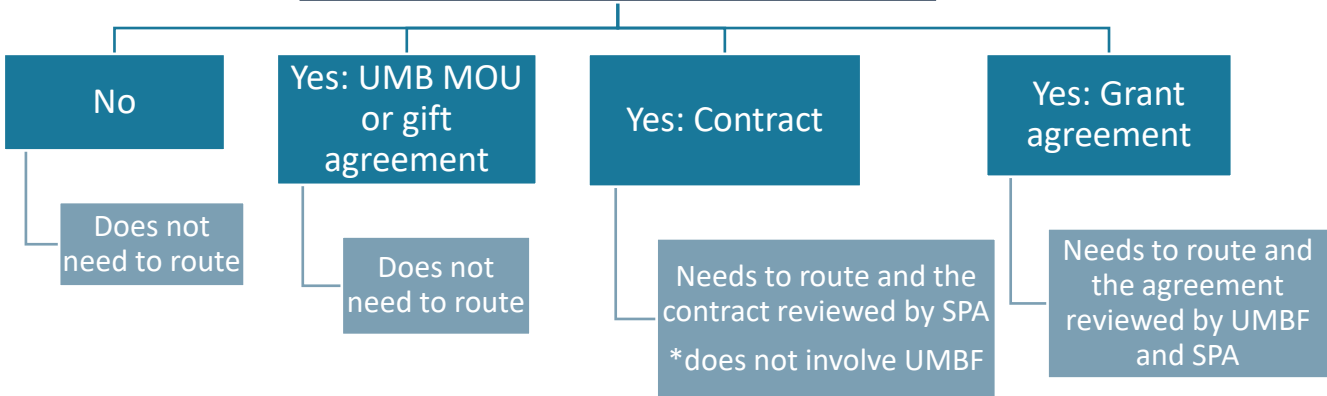 No
Yes: UMB MOU
or gift
agreement
Yes: Contract
Yes: Grant
agreement
Does not
need to route
Does not
need to route
Needs to route and the
contract reviewed by SPA
*does not involve UMBF
Needs to route and
the agreement
reviewed by UMBF
and SPA